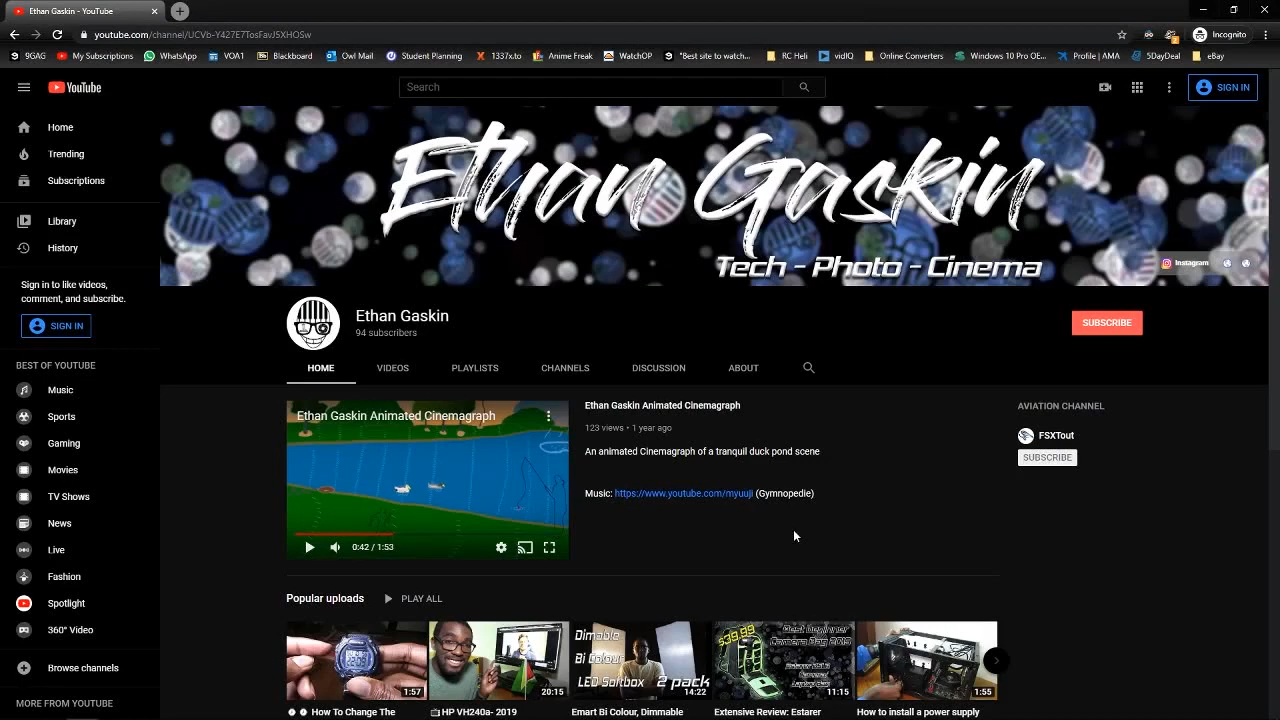 Ethan Gaskin - YouTube
youtube.com/channel/UCVb-Y427E7TosFavJ5XHOSw
Incognito
9GAG
My Subscriptions
WhatsApp
VOA1
Blackboard
Owl Mail
Student Planning
1337x.to
Anime Freak
WatchOP
"Best site to watch...
RC Heli
vidIQ
Online Converters
Windows 10 Pro OE...
Profile | AMA
5DayDeal
eBay
YouTube
Search
SIGN IN
Home
Trending
Subscriptions
Library
History
Sign in to like videos,
comment, and subscribe.
SIGN IN
BEST OF YOUTUBE
Music
Sports
Gaming
Movies
TV Shows
News
Live
Fashion
Spotlight
360° Video
Browse channels
MORE FROM YOUTUBE
Ethan Gaskin
Tech - Photo - Cinema
Instagram
Ethan Gaskin
94 subscribers
SUBSCRIBE
HOME
VIDEOS
PLAYLISTS
CHANNELS
DISCUSSION
ABOUT
Ethan Gaskin Animated Cinemagraph
0:42 / 1:53
Ethan Gaskin Animated Cinemagraph
123 views • 1 year ago
An animated Cinemagraph of a tranquil duck pond scene
Music: https://www.youtube.com/myuuji (Gymnopedie)
AVIATION CHANNEL
FSXTout
SUBSCRIBE
Popular uploads
PLAY ALL
1:57
20:15
Dimable
Bi Colour
LED Softbox 2 pack
14:22
$39.99
Best Beginner
Camera Bag 2019
11:15
1:55
How To Change The
HP VH240a- 2019
Emart Bi Colour, Dimmable
Extensive Review: Estarer
How to install a power supply